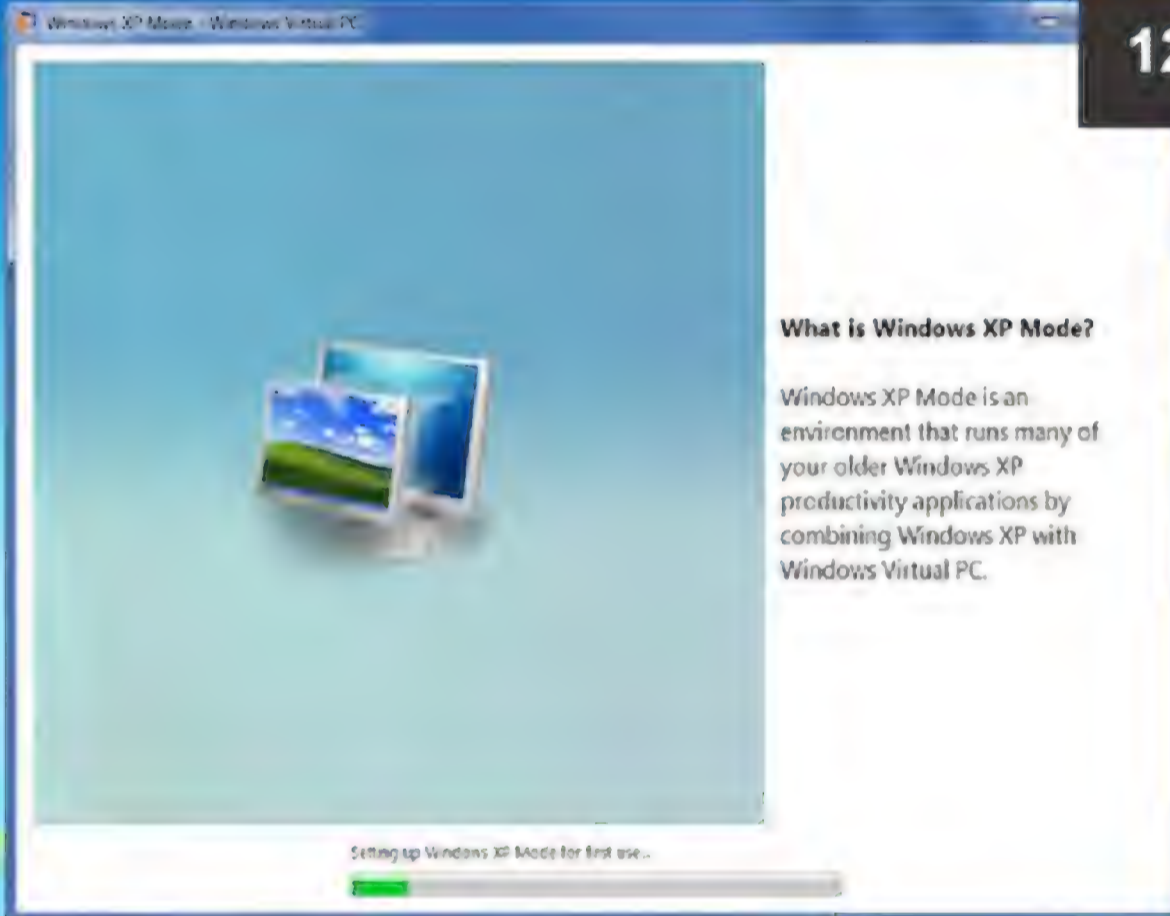 Windows XP Mode - Windows Virtual PC
12
What is Windows XP Mode?
Windows XP Mode is an
environment that runs many of
your older Windows XP
productivity applications by
combining Windows XP with
Windows Virtual PC.
Setting up Windows XP Mode for first use...